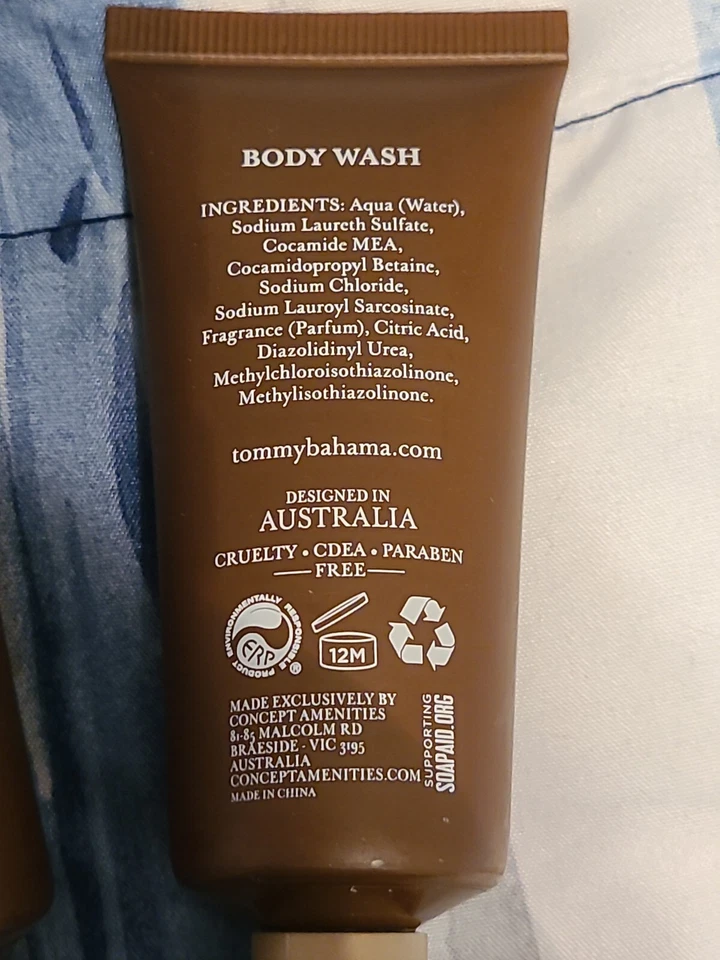 BODY WASH
INGREDIENTS: Aqua (Water),
Sodium Laureth Sulfate,
Cocamide MEA,
Cocamidopropyl Betaine,
Sodium Chloride,
Sodium Lauroyl Sarcosinate,
Fragrance (Parfum), Citric Acid,
Diazolidinyl Urea,
Methylchloroisothiazolinone,
Methylisothiazolinone.
tommybahama.com
DESIGNED IN
AUSTRALIA
CRUELTY • CDEA • PARABEN
FREE
ENVIRONMENTALLY RESPONSIBLE PRODUCT
ERP
®
12M
MADE EXCLUSIVELY BY
CONCEPT AMENITIES
81-85 MALCOLM RD
BRAESIDE - VIC 3195
AUSTRALIA
CONCEPTAMENITIES.COM
MADE IN CHINA
SUPPORTING
SOAPAID.ORG